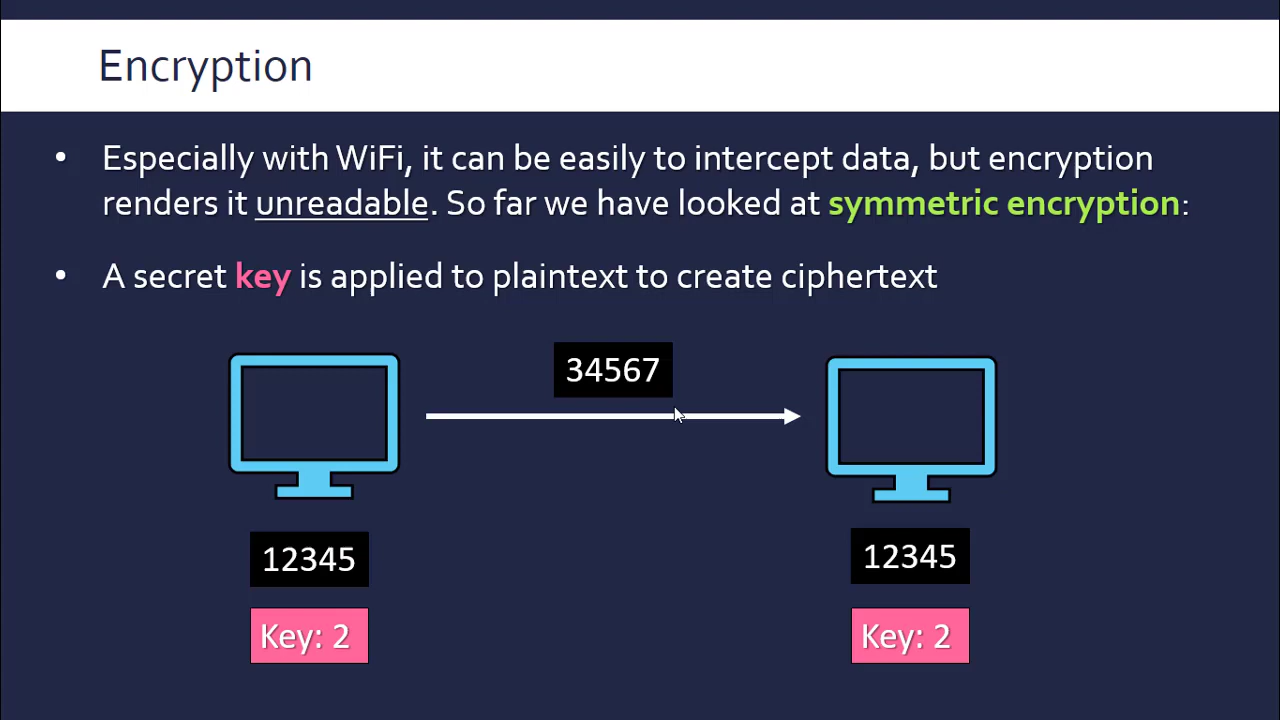 Encryption
• Especially with WiFi, it can be easily to intercept data, but encryption
renders it unreadable. So far we have looked at symmetric encryption:
• A secret key is applied to plaintext to create ciphertext
34567
12345
12345
Key: 2
Key: 2